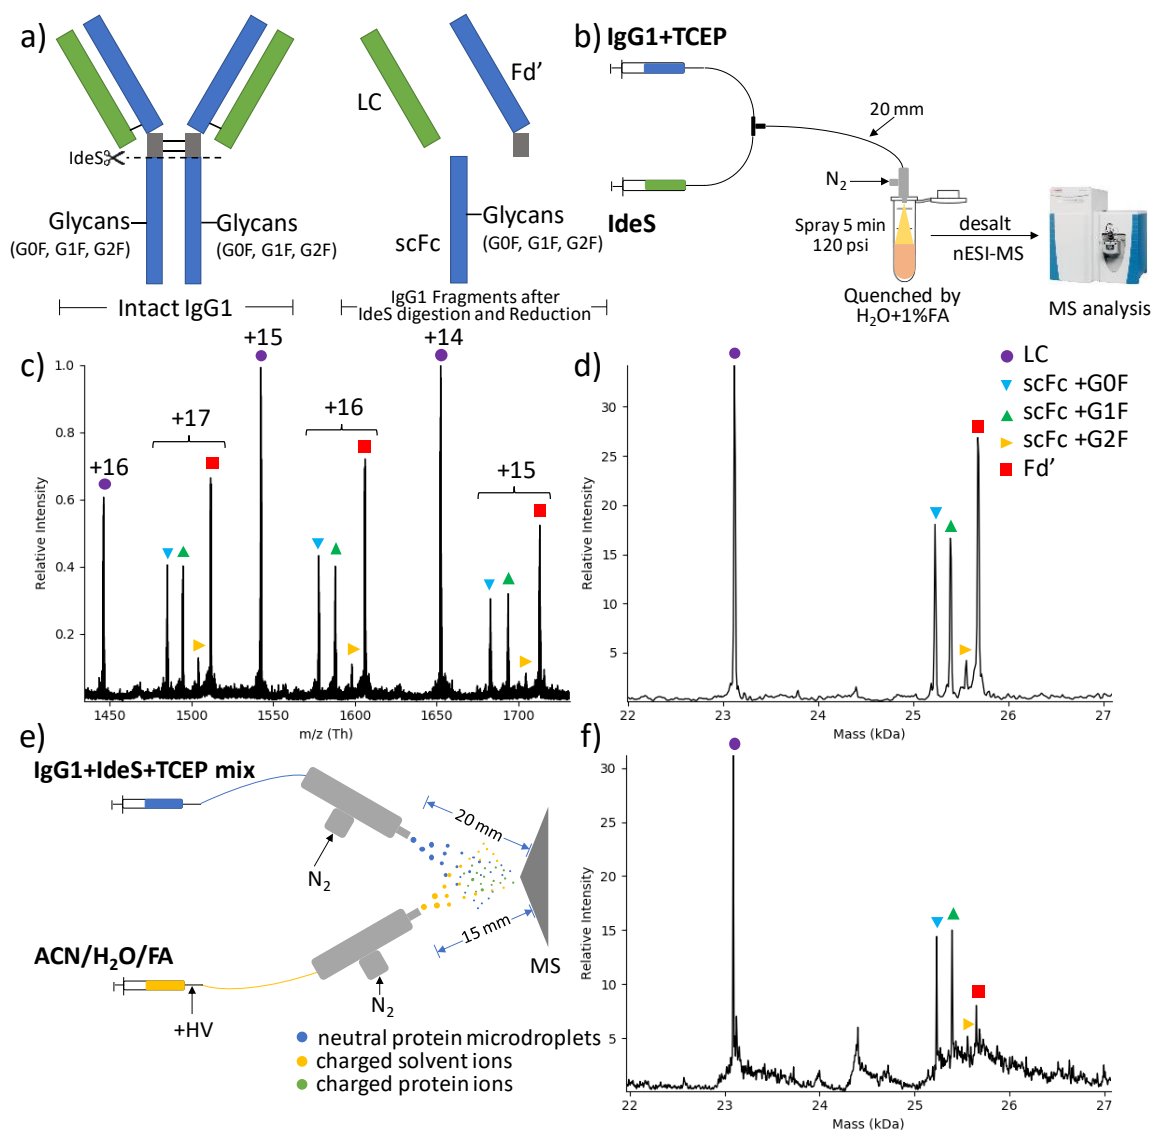 a)
IdeS
Glycans
(G0F, G1F, G2F)
Glycans
(G0F, G1F, G2F)
Intact IgG1
LC
Fd'
scFc
Glycans
(G0F, G1F, G2F)
IgG1 Fragments after
IdeS digestion and Reduction
b)
IgG1+TCEP
20 mm
IdeS
N2
Spray 5 min
120 psi
desalt
nESI-MS
Quenched by
H2O+1%FA
MS analysis
c)
+16
+17
+15
+16
+14
+15
1.0
0.8
0.6
0.4
0.2
Relative Intensity
1450 1500 1550 1600 1650 1700
m/z (Th)
d)
30
25
20
15
10
5
Relative Intensity
22 23 24 25 26 27
Mass (kDa)
LC
scFc +G0F
scFc +G1F
scFc +G2F
Fd'
e)
IgG1+IdeS+TCEP mix
N2
20 mm
15 mm
MS
ACN/H2O/FA
+HV
N2
neutral protein microdroplets
charged solvent ions
charged protein ions
f)
30
25
20
15
10
5
Relative Intensity
22 23 24 25 26 27
Mass (kDa)